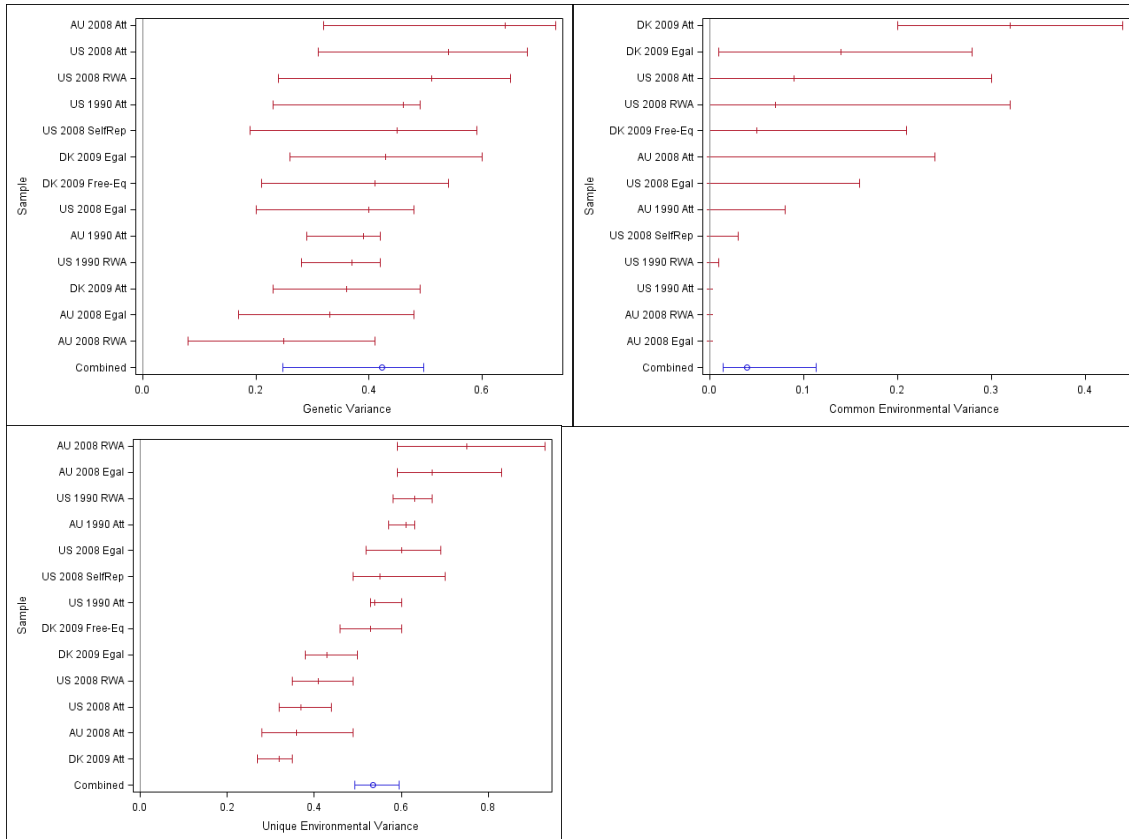 AU 2008 Att
US 2008 Att
US 2008 RWA
US 1990 Att
US 2008 SelfRep
DK 2009 Egal
DK 2009 Free-Eq
US 2008 Egal
AU 1990 Att
US 1990 RWA
DK 2009 Att
AU 2008 Egal
AU 2008 RWA
Combined
Sample
0.0 0.2 0.4 0.6
Genetic Variance
DK 2009 Att
DK 2009 Egal
US 2008 Att
US 2008 RWA
DK 2009 Free-Eq
AU 2008 Att
US 2008 Egal
AU 1990 Att
US 2008 SelfRep
US 1990 RWA
US 1990 Att
AU 2008 RWA
AU 2008 Egal
Combined
Sample
0.0 0.1 0.2 0.3 0.4
Common Environmental Variance
AU 2008 RWA
AU 2008 Egal
US 1990 RWA
AU 1990 Att
US 2008 Egal
US 2008 SelfRep
US 1990 Att
DK 2009 Free-Eq
DK 2009 Egal
US 2008 RWA
US 2008 Att
AU 2008 Att
DK 2009 Att
Combined
Sample
0.0 0.2 0.4 0.6 0.8
Unique Environmental Variance